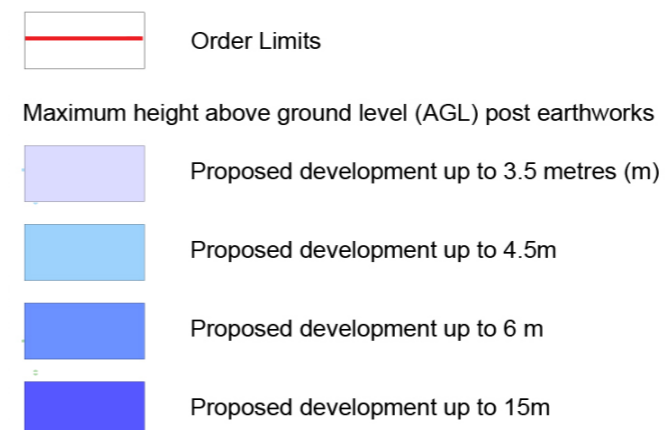 Order Limits
Maximum height above ground level (AGL) post earthworks
Proposed development up to 3.5 metres (m)
Proposed development up to 4.5m
Proposed development up to 6 m
Proposed development up to 15m